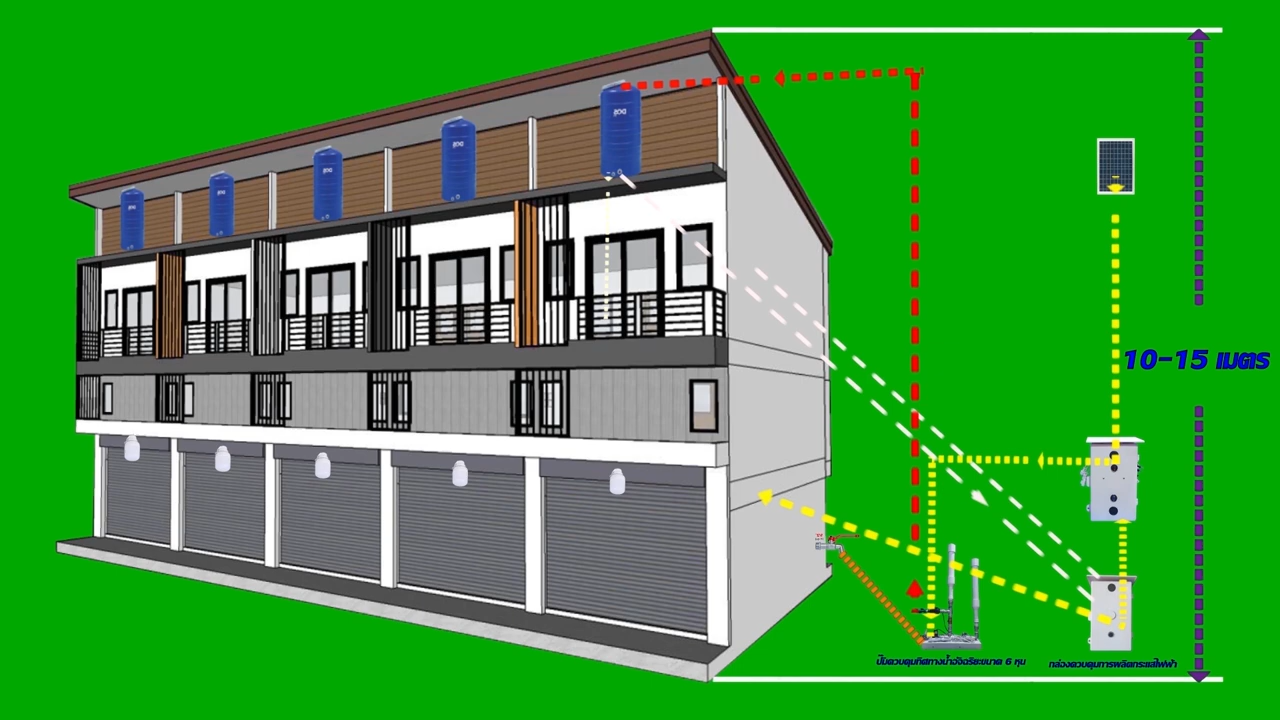 10-15 เมตร
ปั๊มควบคุมทิศทางน้ำอัจฉริยะขนาด 6 หุน
กล่องควบคุมการผลิตกระแสไฟฟ้า